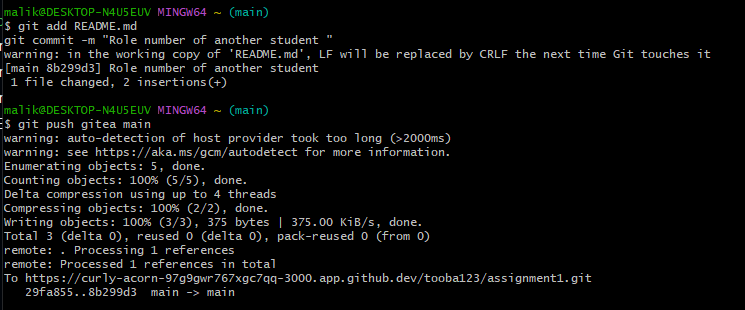 malik@DESKTOP-N4U5EUV MINGW64 ~ (main)
$ git add README.md
git commit -m "Role number of another student "
warning: in the working copy of 'README.md', LF will be replaced by CRLF the next time Git touches it
[main 8b299d3] Role number of another student
 1 file changed, 2 insertions(+)
malik@DESKTOP-N4U5EUV MINGW64 ~ (main)
$ git push gitea main
warning: auto-detection of host provider took too long (>2000ms)
warning: see https://aka.ms/gcm/autodetect for more information.
Enumerating objects: 5, done.
Counting objects: 100% (5/5), done.
Delta compression using up to 4 threads
Compressing objects: 100% (2/2), done.
Writing objects: 100% (3/3), 375 bytes | 375.00 KiB/s, done.
Total 3 (delta 0), reused 0 (delta 0), pack-reused 0 (from 0)
remote: . Processing 1 references
remote: Processed 1 references in total
To https://curly-acorn-97g9gwr767xgc7qq-3000.app.github.dev/tooba123/assignment1.git
   29fa855..8b299d3  main -> main